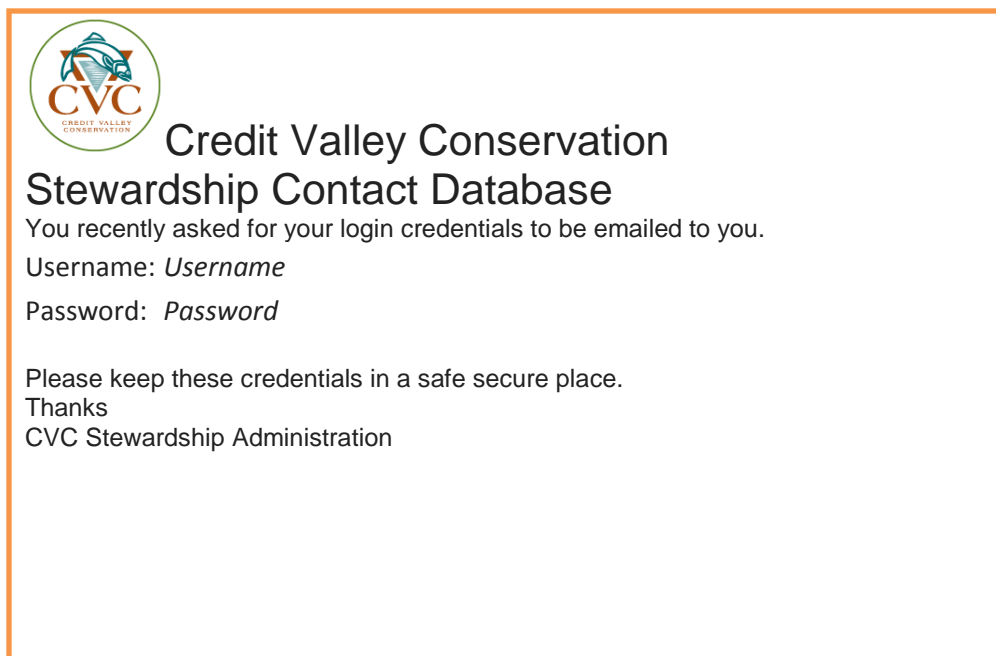 CVC
CREDIT VALLEY
CONSERVATION
Credit Valley Conservation
Stewardship Contact Database
You recently asked for your login credentials to be emailed to you.
Username: Username
Password: Password
Please keep these credentials in a safe secure place.
Thanks
CVC Stewardship Administration